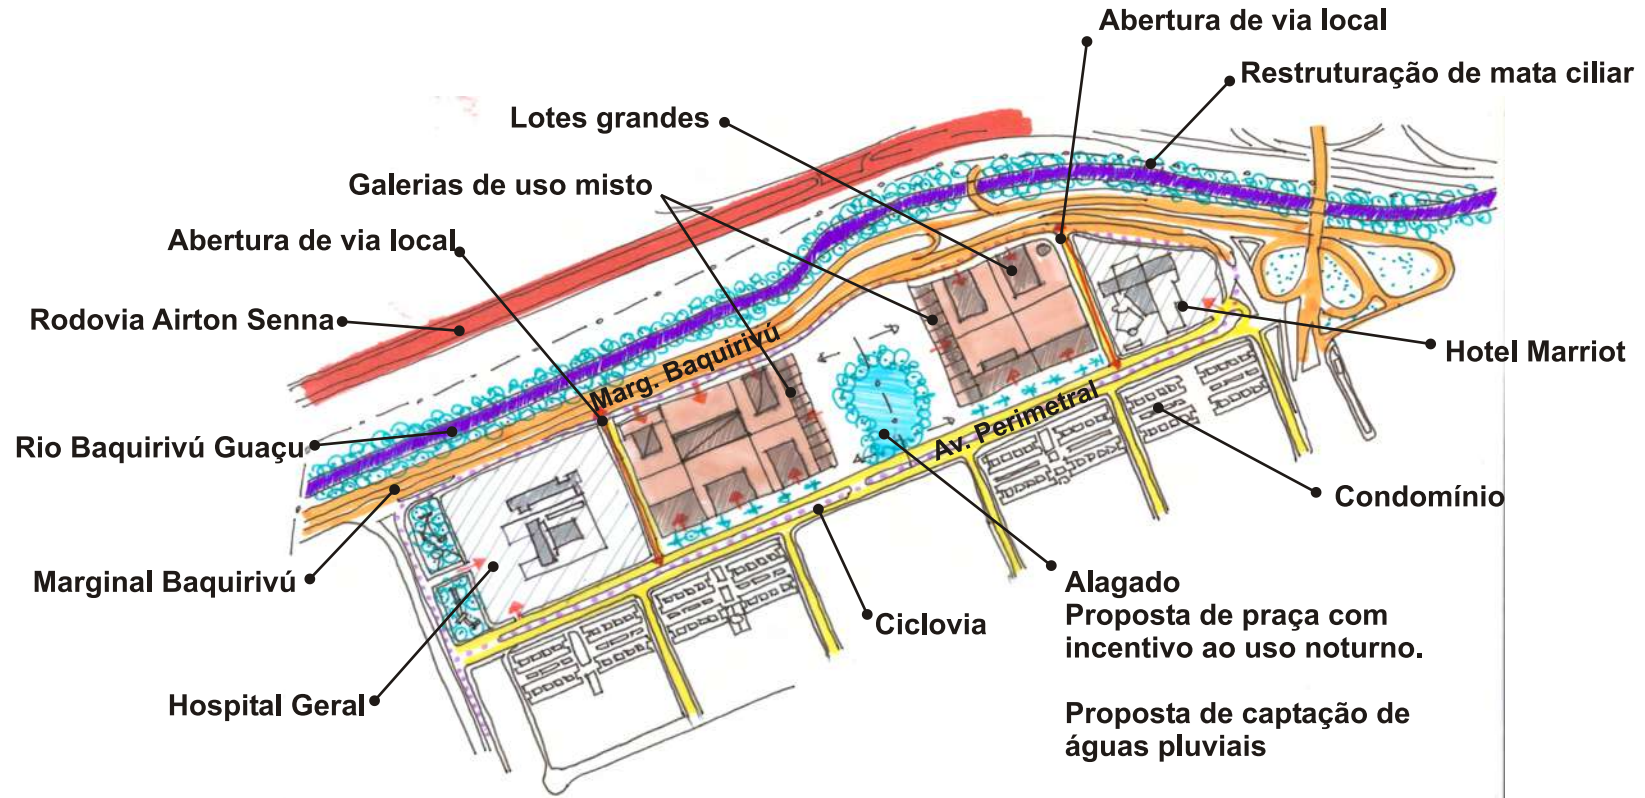 Abertura de via local
Restruturação de mata ciliar
Lotes grandes
Galerias de uso misto
Abertura de via local
Rodovia Airton Senna
Marg. Baquirivú
Hotel Marriot
Rio Baquirivú Guaçu
Av. Perimetral
Condomínio
Marginal Baquirivú
Alagado
Proposta de praça com
incentivo ao uso noturno.
Ciclovia
Hospital Geral
Proposta de captação de
águas pluviais